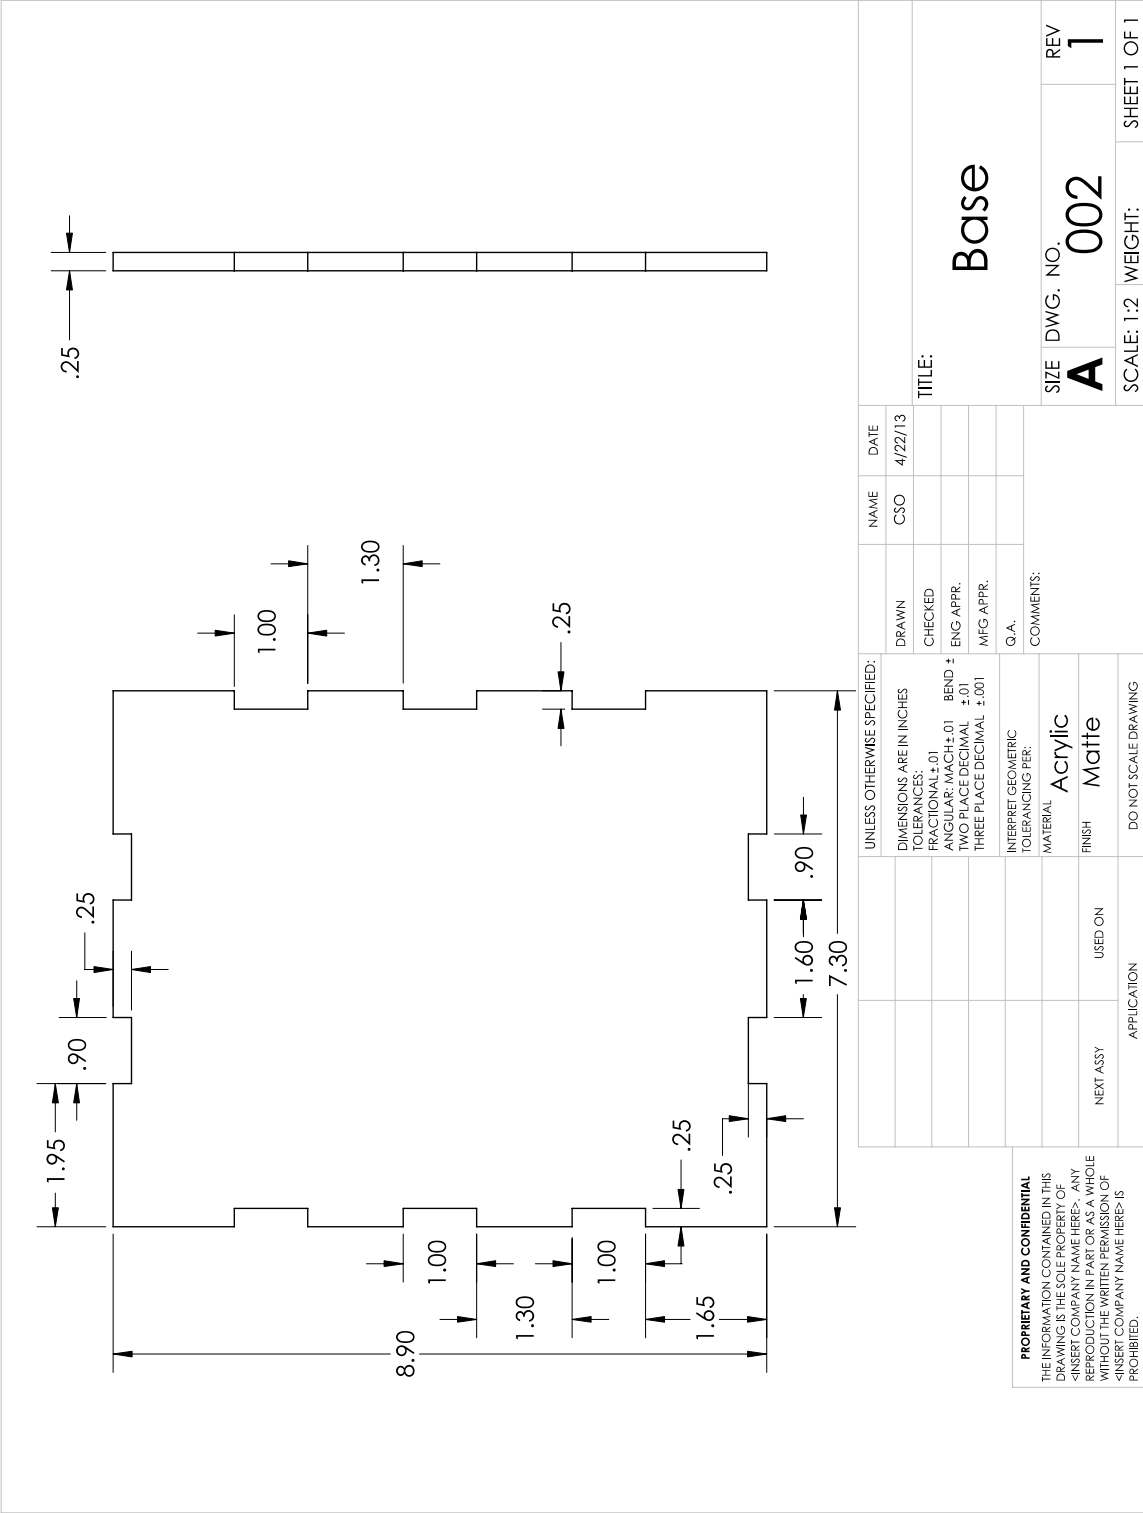 .25
1.00
1.30
.25
.25
.90
1.95
.90
1.60
7.30
.25
.25
1.00
1.00
1.30
1.65
8.90
PROPRIETARY AND CONFIDENTIAL
THE INFORMATION CONTAINED IN THIS
DRAWING IS THE SOLE PROPERTY OF
<INSERT COMPANY NAME HERE>. ANY
REPRODUCTION IN PART OR AS A WHOLE
WITHOUT THE WRITTEN PERMISSION OF
<INSERT COMPANY NAME HERE> IS
PROHIBITED.
NEXT ASSY
USED ON
APPLICATION
UNLESS OTHERWISE SPECIFIED:
DIMENSIONS ARE IN INCHES
TOLERANCES:
FRACTIONAL±.01
ANGULAR: MACH±.01 BEND ±
TWO PLACE DECIMAL ±.01
THREE PLACE DECIMAL ±.001
INTERPRET GEOMETRIC
TOLERANCING PER:
MATERIAL
Acrylic
FINISH
Matte
DO NOT SCALE DRAWING
NAME
DATE
DRAWN
CSO
4/22/13
CHECKED
ENG APPR.
MFG APPR.
Q.A.
COMMENTS:
TITLE:
Base
SIZE
A
DWG. NO.
002
REV
1
SCALE: 1:2
WEIGHT:
SHEET 1 OF 1